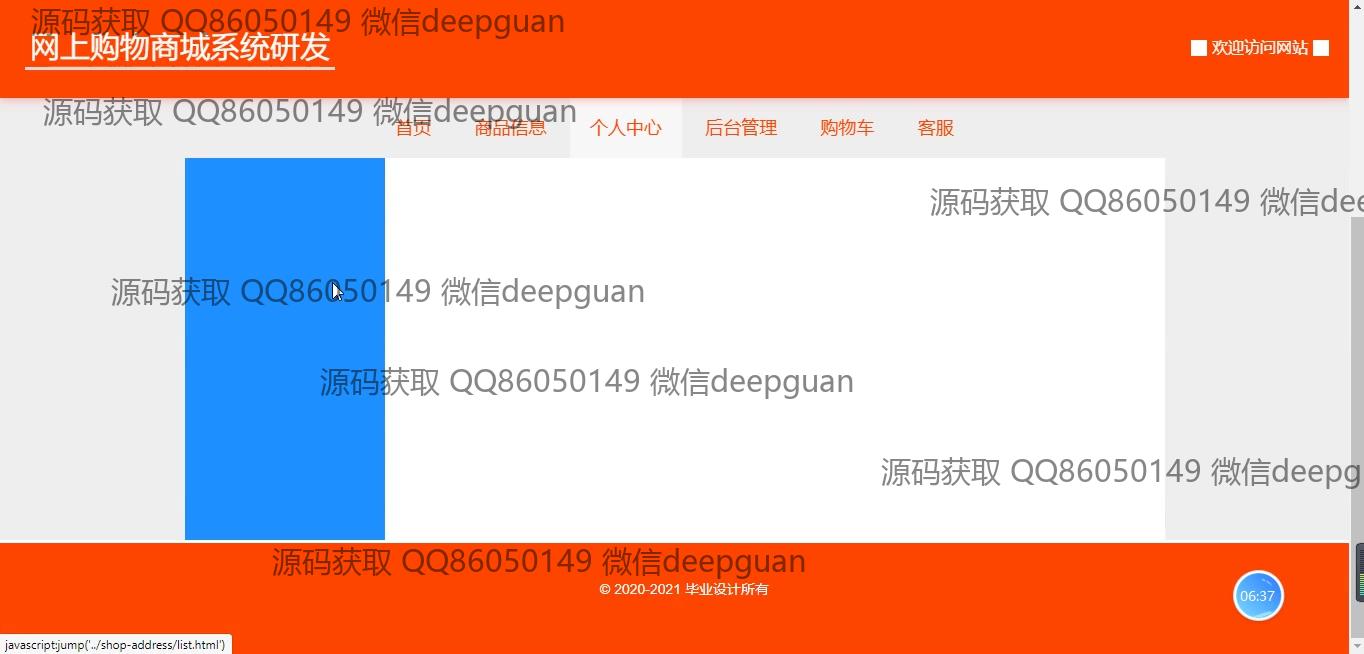 源码获取 QQ86050149 微信deepguan
网上购物商城系统研发
欢迎访问网站
源码获取 QQ86050149 微信deepguan
首页 商品信息 个人中心 后台管理 购物车 客服
源码获取 QQ86050149 微信dee
源码获取 QQ86050149 微信deepguan
源码获取 QQ86050149 微信deepguan
源码获取 QQ86050149 微信deepg
源码获取 QQ86050149 微信deepguan
© 2020-2021 毕业设计所有
06:37
javascript:jump('../shop-address/list.html')